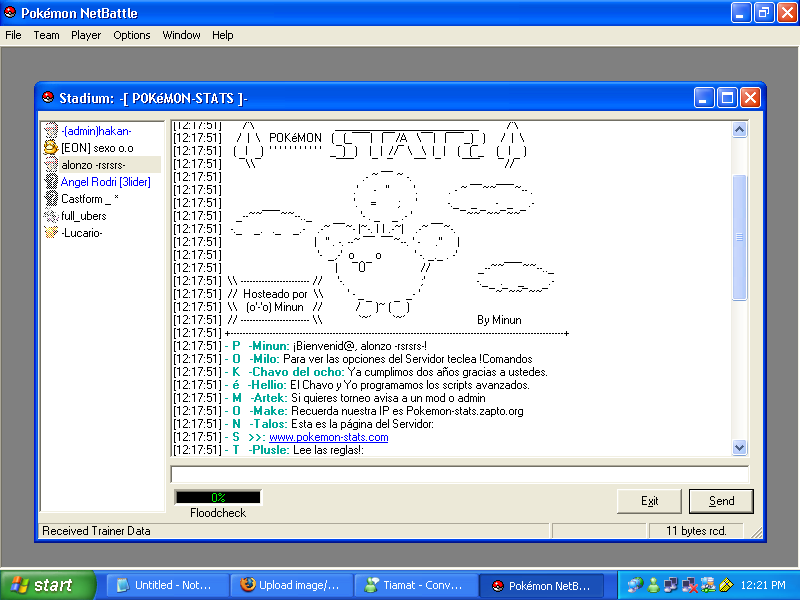 Pokémon NetBattle
File Team Player Options Window Help
Stadium: -[ POKéMON-STATS ]-
-{admin}hakan-
[EON] sexo o.o
alonzo -rsrsrs-
Angel Rodri [3lider]
Castform _ *
full_ubers
-Lucario-
[12:17:51]
[12:17:51] POKéMON
[12:17:51]
[12:17:51]
[12:17:51]
[12:17:51]
[12:17:51]
[12:17:51]
[12:17:51]
[12:17:51]
[12:17:51]
[12:17:51]
[12:17:51] \\ ---------------------- //
[12:17:51] // Hosteado por \\
[12:17:51] \\ (o'-'o) Minun //
[12:17:51] // ---------------------- \\ By Minun
[12:17:51] +--------------------------------------------------------------------------------+
[12:17:51] - P -Minun: ¡Bienvenid@, alonzo -rsrsrs-!
[12:17:51] - O -Milo: Para ver las opciones del Servidor teclea !Comandos
[12:17:51] - K -Chavo del ocho: Ya cumplimos dos años gracias a ustedes.
[12:17:51] - é -Hellio: El Chavo y Yo programamos los scripts avanzados.
[12:17:51] - M -Artek: Si quieres torneo avisa a un mod o admin
[12:17:51] - O -Make: Recuerda nuestra IP es Pokemon-stats.zapto.org
[12:17:51] - N -Talos: Esta es la página del Servidor:
[12:17:51] - S >>: www.pokemon-stats.com
[12:17:51] - T -Plusle: Lee las reglas!:
0%
Floodcheck
Exit
Send
Received Trainer Data
11 bytes rcd.
start
Untitled - Not...
Upload image/...
Tiamat - Conv...
Pokémon NetB...
12:21 PM